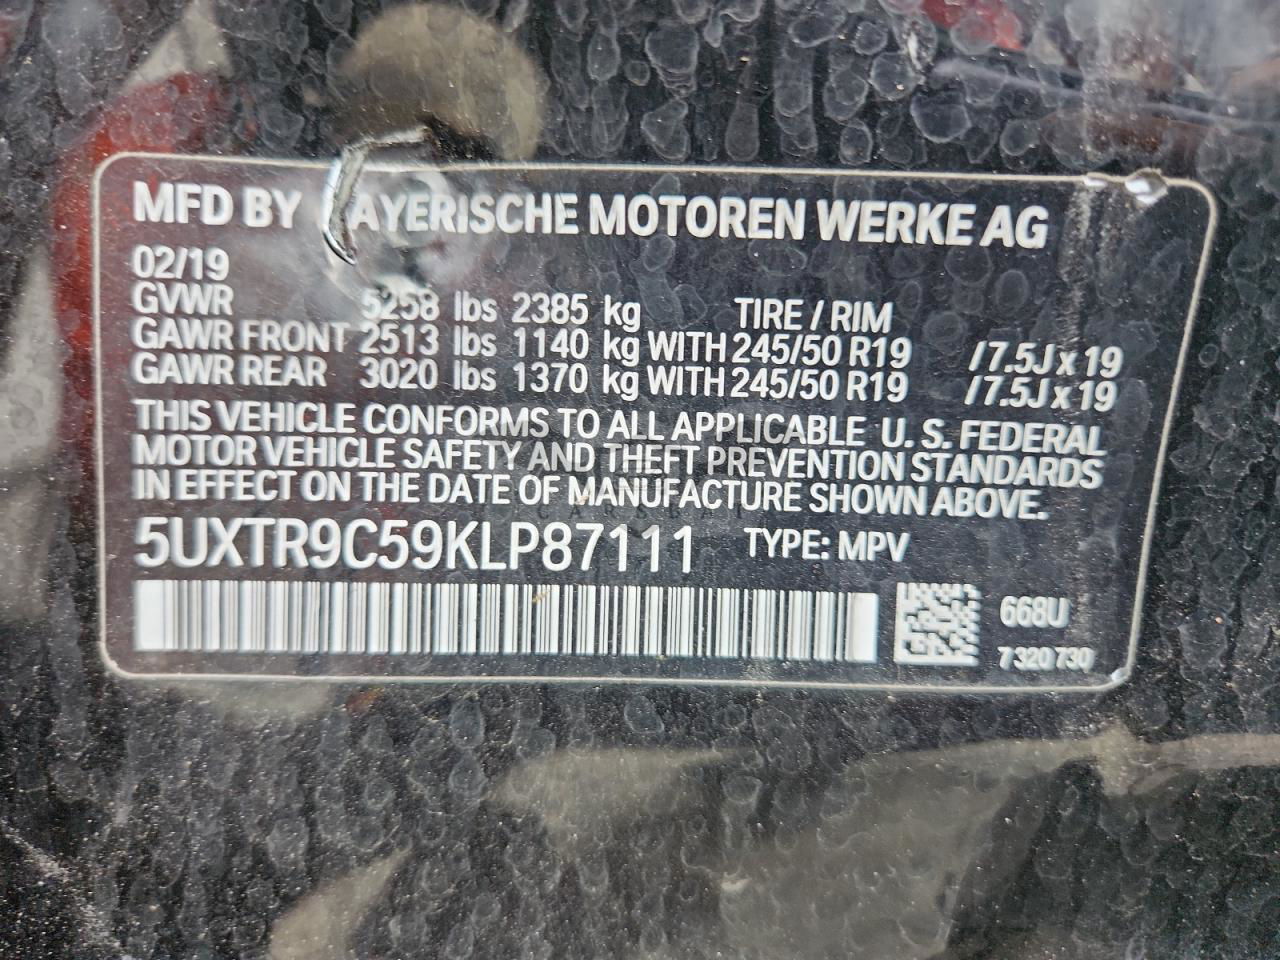 MFD BY BAYERISCHE MOTOREN WERKE AG
02/19
GVWR 5258 lbs 2385 kg TIRE / RIM
GAWR FRONT 2513 lbs 1140 kg WITH 245/50 R19 /7.5J x 19
GAWR REAR 3020 lbs 1370 kg WITH 245/50 R19 /7.5J x 19
THIS VEHICLE CONFORMS TO ALL APPLICABLE U.S. FEDERAL
MOTOR VEHICLE SAFETY AND THEFT PREVENTION STANDARDS
IN EFFECT ON THE DATE OF MANUFACTURE SHOWN ABOVE.
5UXTR9C59KLP87111 TYPE: MPV
668U
7 320 730